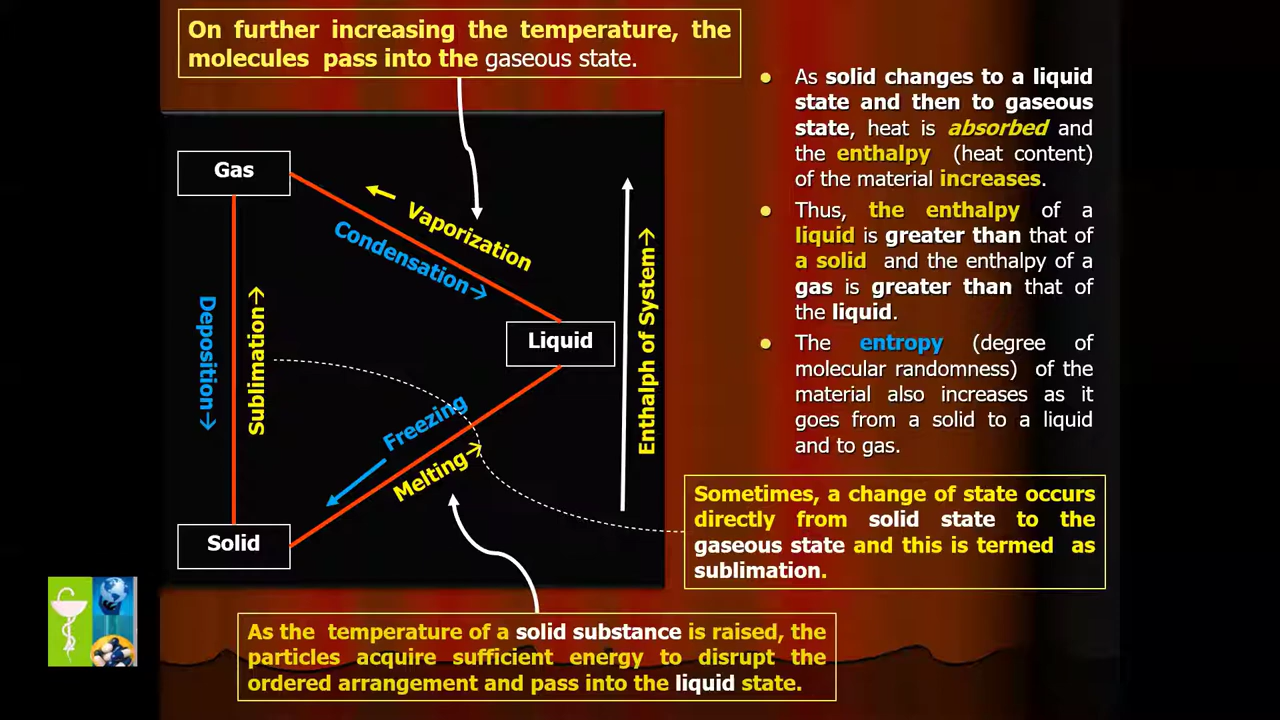 On further increasing the temperature, the
molecules pass into the gaseous state.
Gas
← Vaporization
Condensation→
Deposition→
Sublimation→
Liquid
Enthalph of System→
Freezing
Melting→
Solid
• As solid changes to a liquid
state and then to gaseous
state, heat is absorbed and
the enthalpy (heat content)
of the material increases.
• Thus, the enthalpy of a
liquid is greater than that of
a solid and the enthalpy of a
gas is greater than that of
the liquid.
• The entropy (degree of
molecular randomness) of the
material also increases as it
goes from a solid to a liquid
and to gas.
Sometimes, a change of state occurs
directly from solid state to the
gaseous state and this is termed as
sublimation.
As the temperature of a solid substance is raised, the
particles acquire sufficient energy to disrupt the
ordered arrangement and pass into the liquid state.